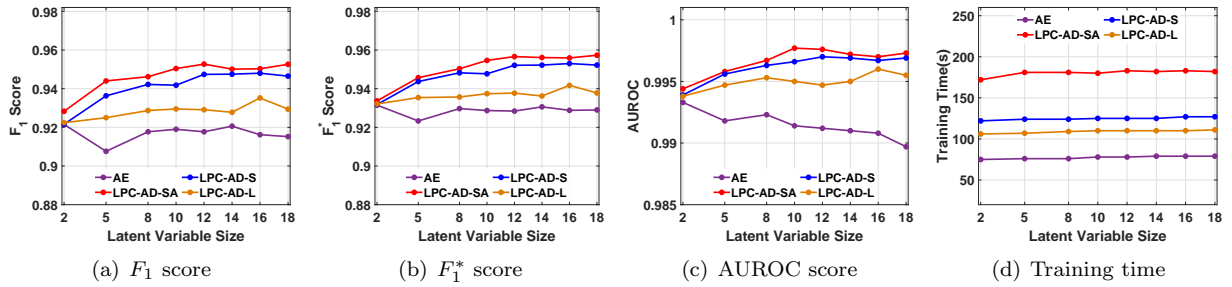 0.98
0.96
0.94
0.92
0.9
0.88
F1 Score
AE
LPC-AD-S
LPC-AD-SA
LPC-AD-L
2 5 8 10 12 14 16 18
Latent Variable Size
(a) F1 score
0.98
0.96
0.94
0.92
0.9
0.88
F1* Score
AE
LPC-AD-S
LPC-AD-SA
LPC-AD-L
2 5 8 10 12 14 16 18
Latent Variable Size
(b) F1* score
1
0.995
0.99
0.985
AUROC
AE
LPC-AD-S
LPC-AD-SA
LPC-AD-L
2 5 8 10 12 14 16 18
Latent Variable Size
(c) AUROC score
250
200
150
100
50
Training Time(s)
AE
LPC-AD-S
LPC-AD-SA
LPC-AD-L
2 5 8 10 12 14 16 18
Latent Variable Size
(d) Training time